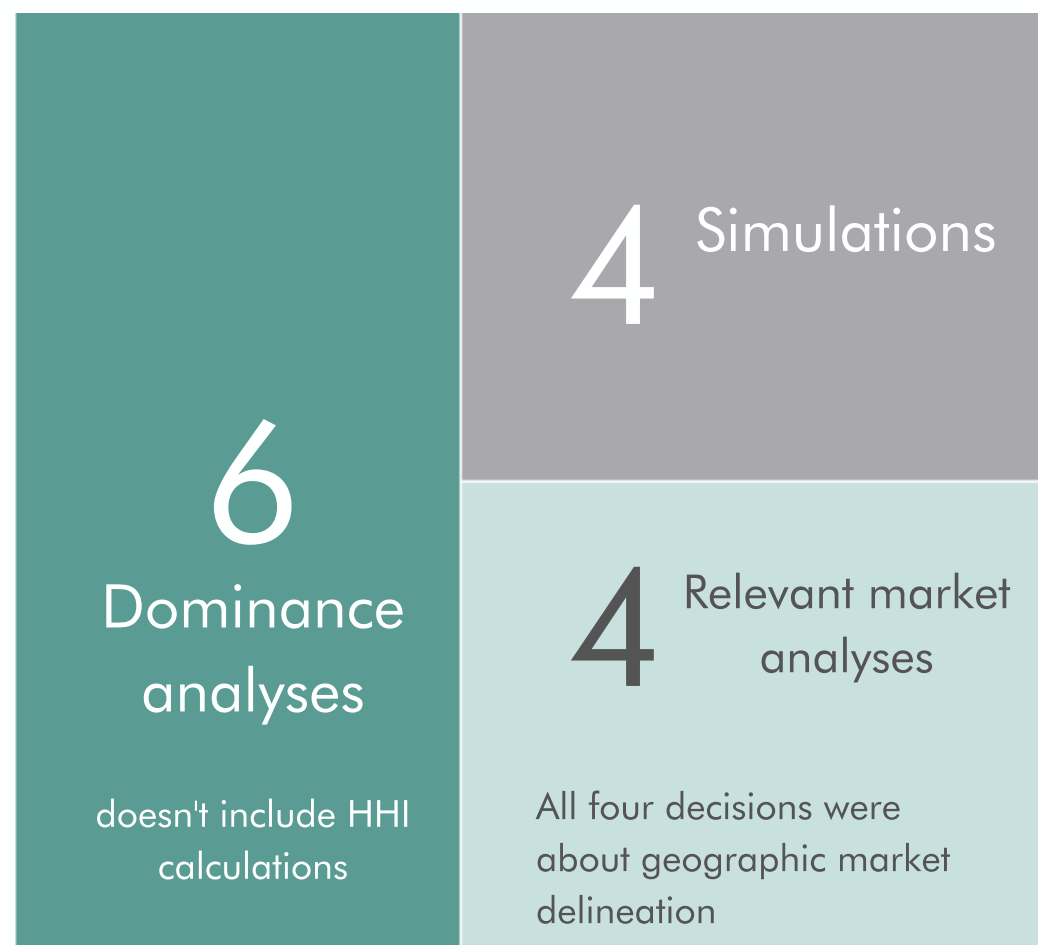 6
Dominance
analyses
doesn't include HHI
calculations
4
Simulations
4
Relevant market
analyses
All four decisions were
about geographic market
delineation